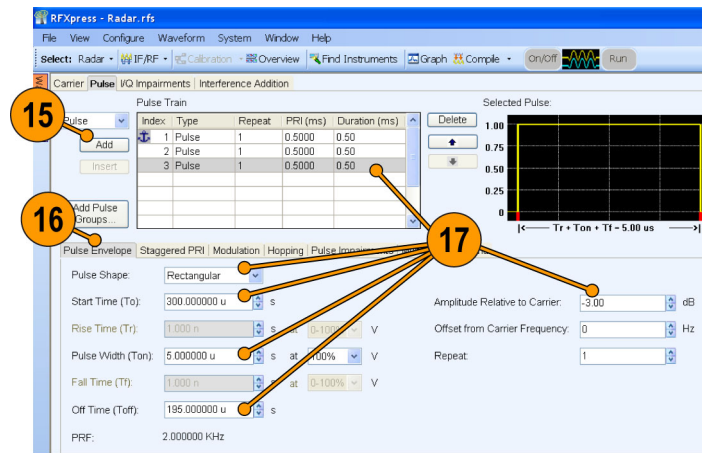 RFXpress - Radar.rfs
File View Configure Waveform System Window Help
Select: Radar IF/RF Calibration Overview Find Instruments Graph Compile On/Off Run
Carrier Pulse I/Q Impairments Interference Addition
Pulse Train
Selected Pulse:
15
Pulse
Add
Insert
Add Pulse Groups...
Index Type Repeat PRI (ms) Duration (ms)
1 Pulse 1 0.5000 0.50
2 Pulse 1 0.5000 0.50
3 Pulse 1 0.5000 0.50
Delete
1.00
0.75
0.50
0.25
0
|<— Tr + Ton + Tf - 5.00 us —>|
16
17
Pulse Envelope Staggered PRI Modulation Hopping Pulse Impairments
Pulse Shape: Rectangular
Start Time (To): 300.000000 u s
Amplitude Relative to Carrier: -3.00 dB
Rise Time (Tr): 1.000 n s at 0-100% V
Offset from Carrier Frequency: 0 Hz
Pulse Width (Ton): 5.000000 u s at 100% V
Repeat: 1
Fall Time (Tf): 1.000 n s at 0-100% V
Off Time (Toff): 195.000000 u s
PRF: 2.000000 KHz